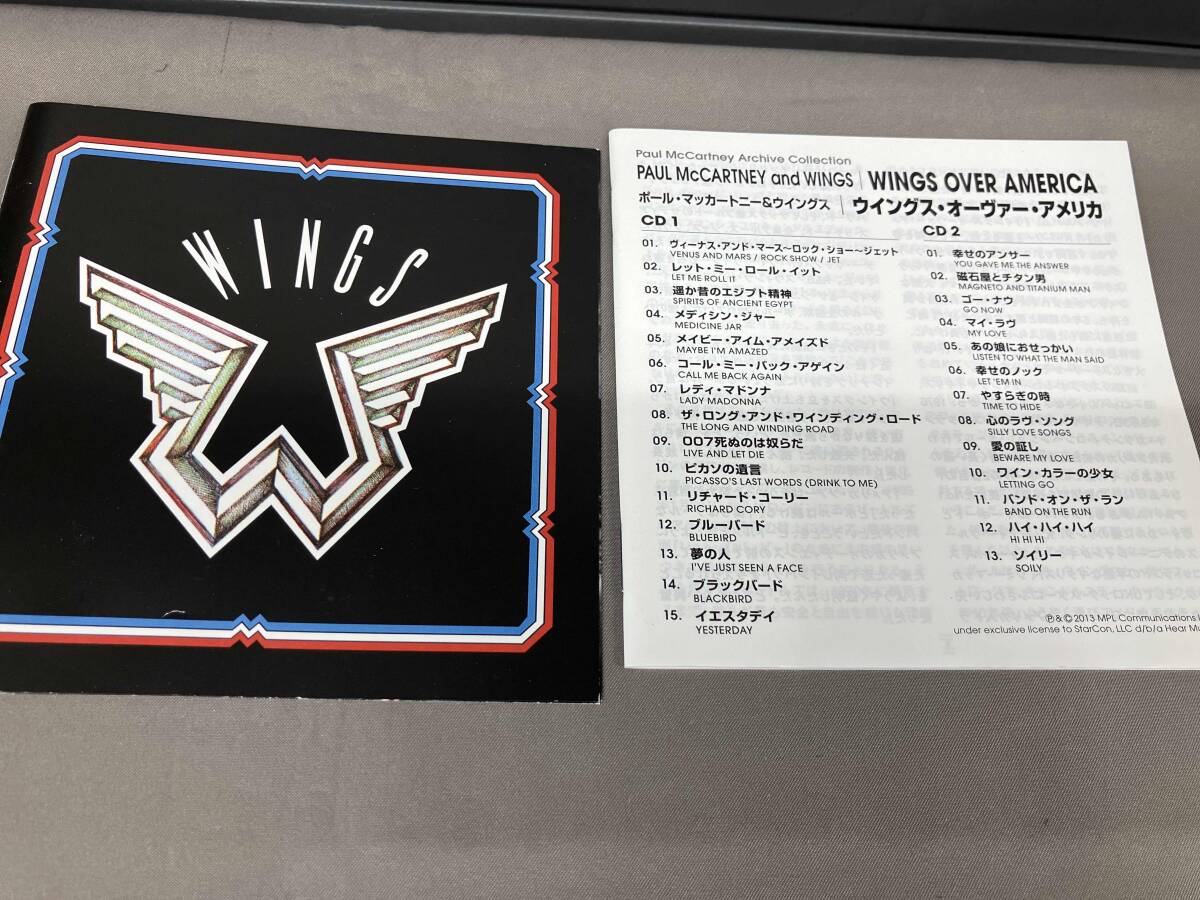 WINGS
Paul McCartney Archive Collection
PAUL McCARTNEY and WINGS | WINGS OVER AMERICA
ポール・マッカートニー&ウイングス | ウイングス・オーヴァー・アメリカ
CD 1
01. ヴィーナス・アンド・マース〜ロック・ショー〜ジェット
VENUS AND MARS / ROCK SHOW / JET
02. レット・ミー・ロール・イット
LET ME ROLL IT
03. 遥か昔のエジプト精神
SPIRITS OF ANCIENT EGYPT
04. メディシン・ジャー
MEDICINE JAR
05. メイビー・アイム・アメイズド
MAYBE I'M AMAZED
06. コール・ミー・バック・アゲイン
CALL ME BACK AGAIN
07. レディ・マドンナ
LADY MADONNA
08. ザ・ロング・アンド・ワインディング・ロード
THE LONG AND WINDING ROAD
09. 007死ぬのは奴らだ
LIVE AND LET DIE
10. ピカソの遺言
PICASSO'S LAST WORDS (DRINK TO ME)
11. リチャード・コーリー
RICHARD CORY
12. ブルーバード
BLUEBIRD
13. 夢の人
I'VE JUST SEEN A FACE
14. ブラックバード
BLACKBIRD
15. イエスタデイ
YESTERDAY
CD 2
01. 幸せのアンサー
YOU GAVE ME THE ANSWER
02. 磁石屋とチタン男
MAGNETO AND TITANIUM MAN
03. ゴー・ナウ
GO NOW
04. マイ・ラヴ
MY LOVE
05. あの娘におせっかい
LISTEN TO WHAT THE MAN SAID
06. 幸せのノック
LET 'EM IN
07. やすらぎの時
TIME TO HIDE
08. 心のラヴ・ソング
SILLY LOVE SONGS
09. 愛の証し
BEWARE MY LOVE
10. ワイン・カラーの少女
LETTING GO
11. バンド・オン・ザ・ラン
BAND ON THE RUN
12. ハイ・ハイ・ハイ
HI HI HI
13. ソイリー
SOILY
℗ & © 2013 MPL Communications
under exclusive license to StarCon, LLC d/b/a Hear